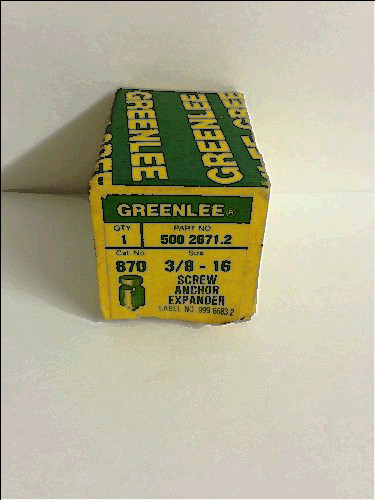 GREENLEE
GREENLEE GREE
GREENLEE®
QTY PART NO
1 500 2671.2
Cat. No. Size
870 3/8 - 16
SCREW
ANCHOR
EXPANDER
LABEL NO. 999 6683.2